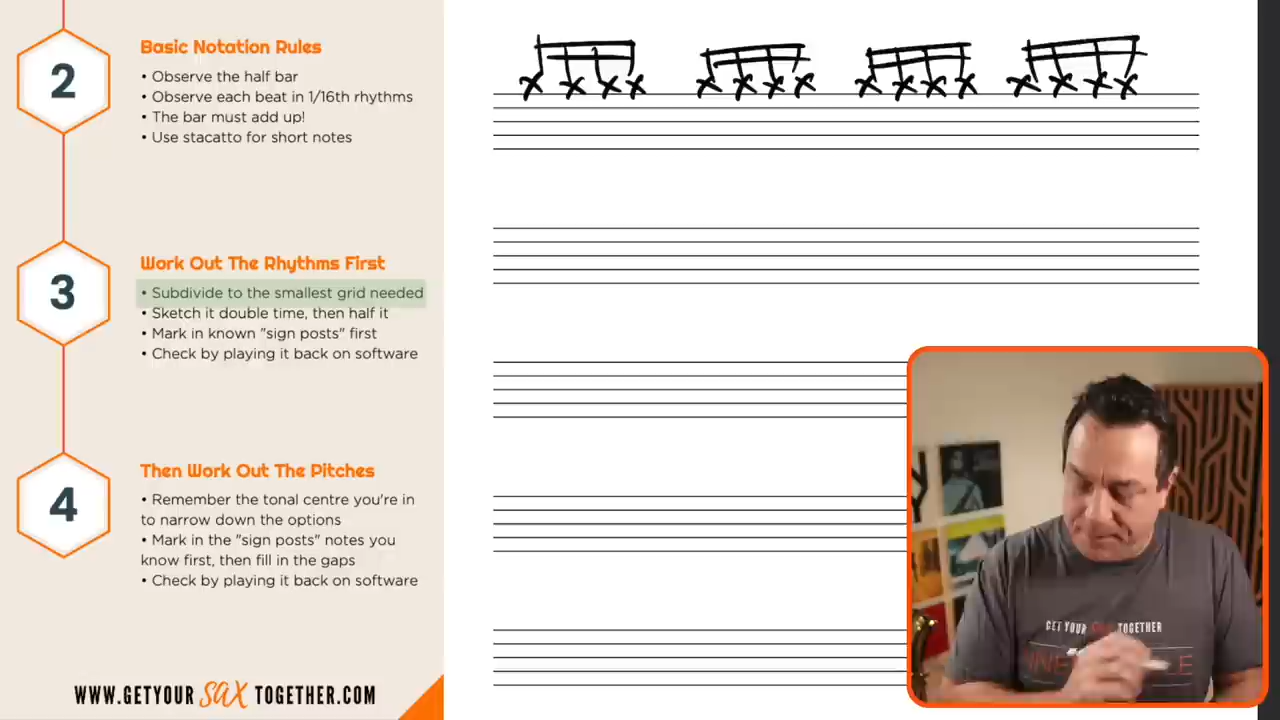 2
Basic Notation Rules
• Observe the half bar
• Observe each beat in 1/16th rhythms
• The bar must add up!
• Use stacatto for short notes
3
Work Out The Rhythms First
• Subdivide to the smallest grid needed
• Sketch it double time, then half it
• Mark in known "sign posts" first
• Check by playing it back on software
4
Then Work Out The Pitches
• Remember the tonal centre you're in
to narrow down the options
• Mark in the "sign posts" notes you
know first, then fill in the gaps
• Check by playing it back on software
WWW.GETYOUR SAX TOGETHER.COM
GET YOUR SAX TOGETHER